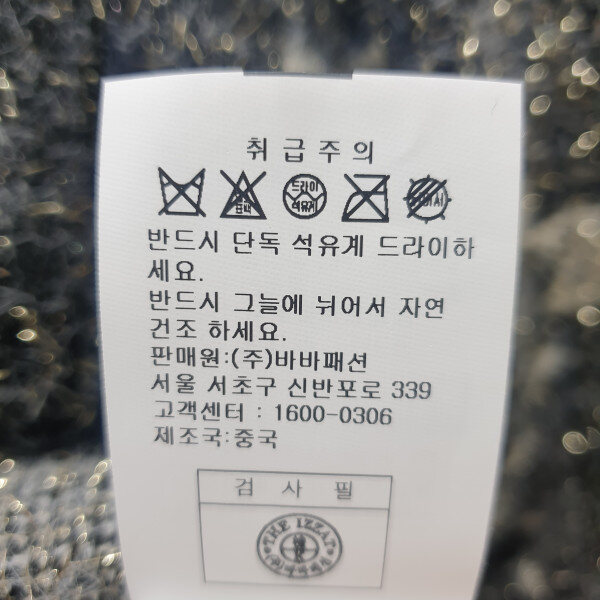 취급주의
드라이
석유계
반드시 단독 석유계 드라이하
세요.
반드시 그늘에 뉘어서 자연
건조 하세요.
판매원:(주)바바패션
서울 서초구 신반포로 339
고객센터 : 1600-0306
제조국:중국
검 사 필
THE IZZAT